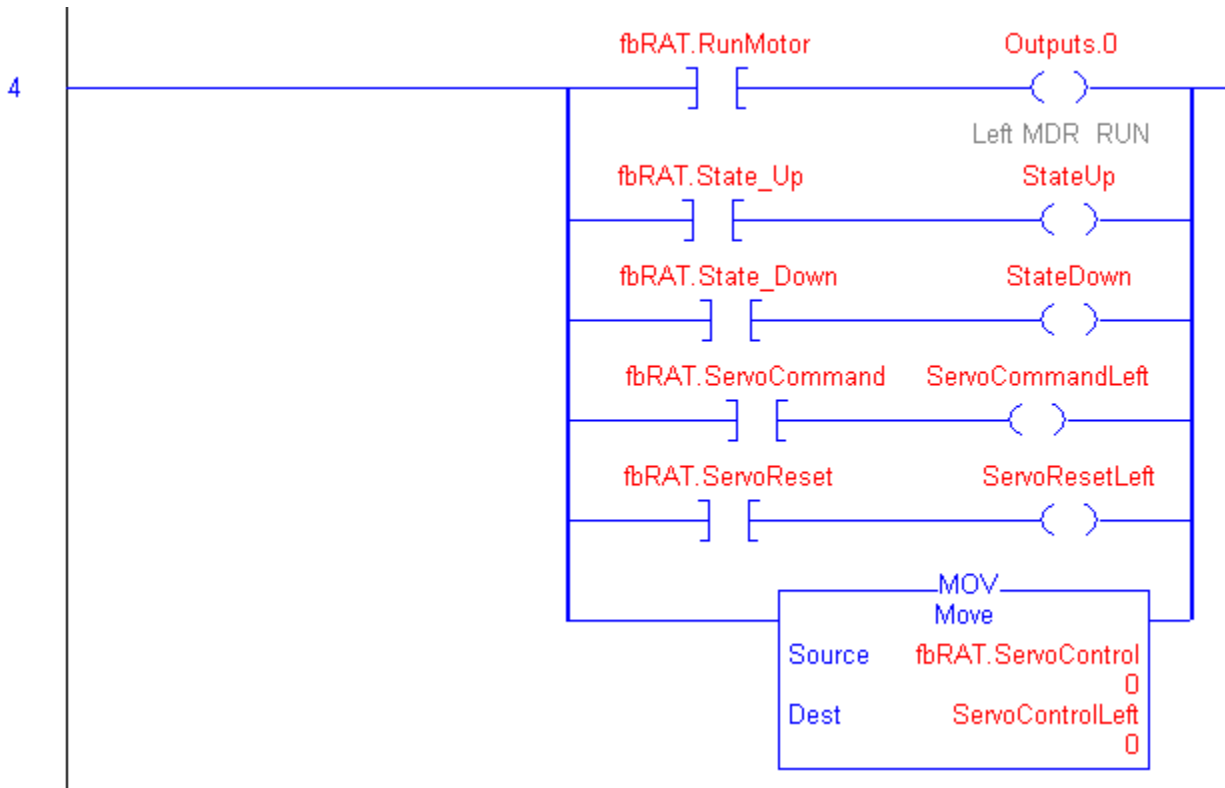 fbRAT.RunMotor Outputs.0
4
Left MDR RUN
fbRAT.State_Up StateUp
fbRAT.State_Down StateDown
fbRAT.ServoCommand ServoCommandLeft
fbRAT.ServoReset ServoResetLeft
MOV
Move
Source fbRAT.ServoControl
0
Dest ServoControlLeft
0